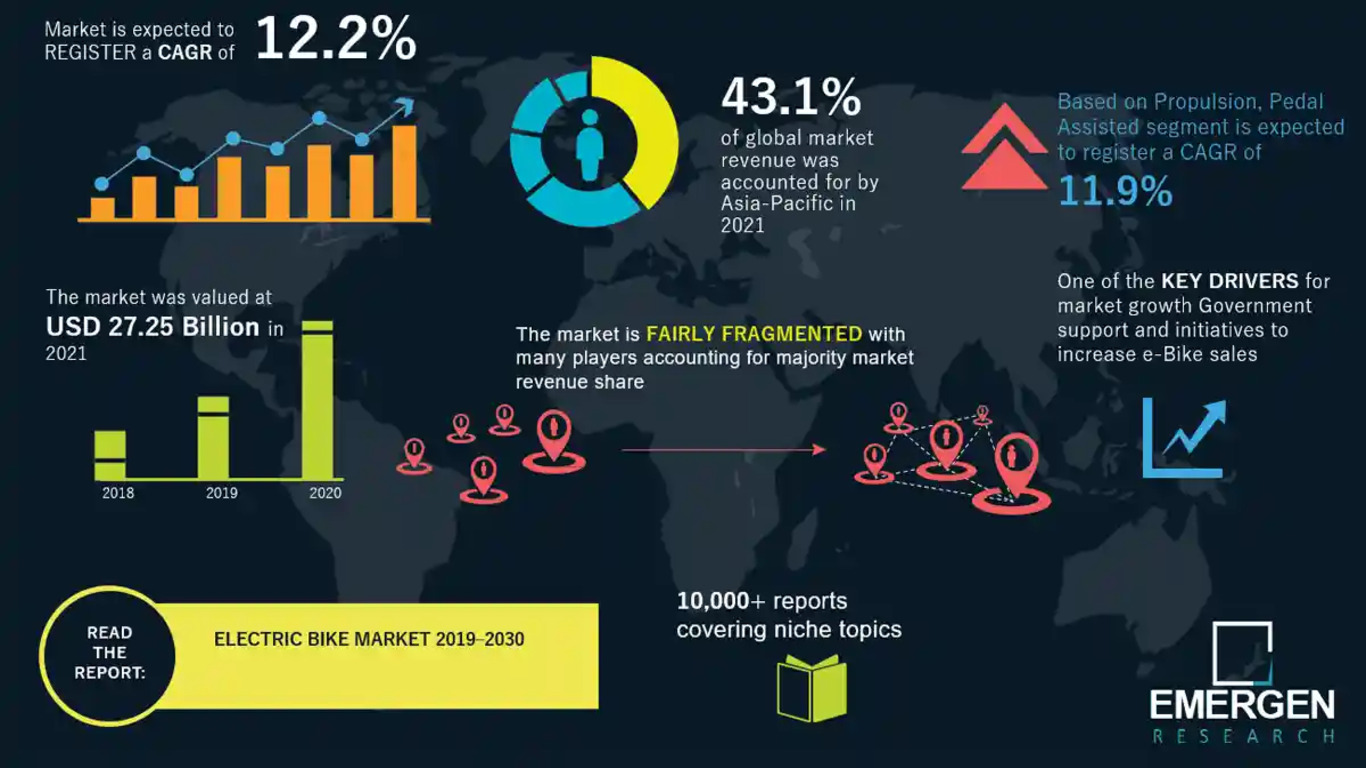 Market is expected to
REGISTER a CAGR of
12.2%
43.1%
of global market
revenue was
accounted for by
Asia-Pacific in
2021
Based on Propulsion, Pedal
Assisted segment is expected
to register a CAGR of
11.9%
The market was valued at
USD 27.25 Billion in
2021
2018
2019
2020
The market is FAIRLY FRAGMENTED with
many players accounting for majority market
revenue share
One of the KEY DRIVERS for
market growth Government
support and initiatives to
increase e-Bike sales
READ
THE
REPORT:
ELECTRIC BIKE MARKET 2019–2030
10,000+ reports
covering niche topics
EMERGEN
RESEARCH